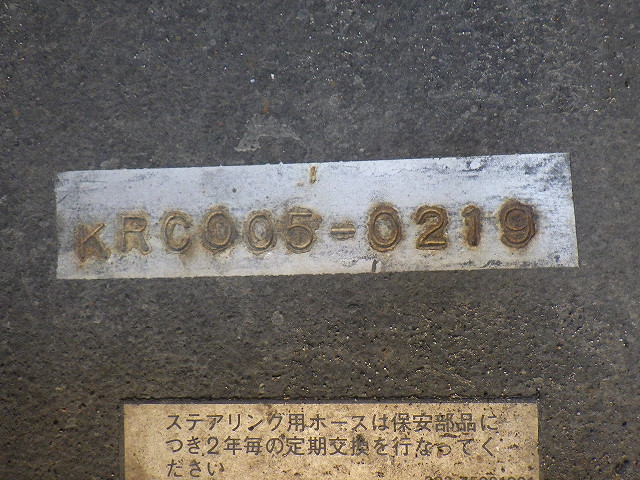 KRC005-0219
ステアリング用ホースは保安部品に
つき2年毎の定期交換を行なってく
ださい